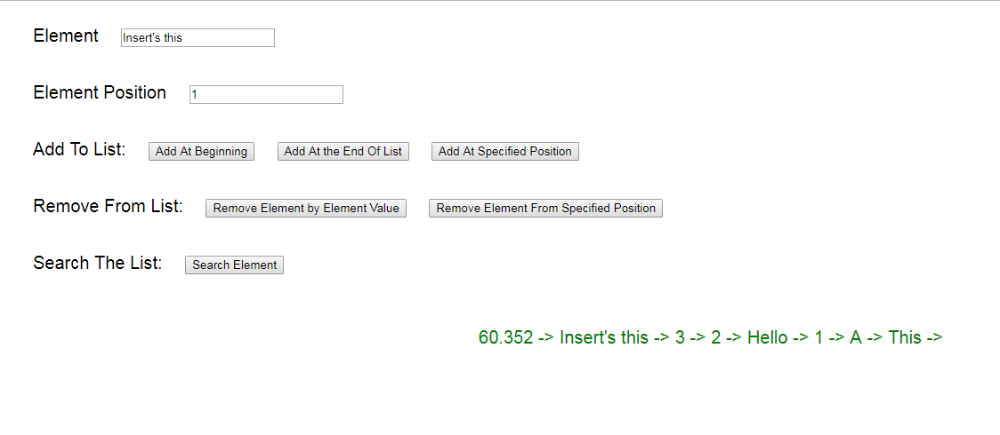 Element Insert's this
Element Position 1
Add To List: Add At Beginning Add At the End Of List Add At Specified Position
Remove From List: Remove Element by Element Value Remove Element From Specified Position
Search The List: Search Element
60.352 -> Insert's this -> 3 -> 2 -> Hello -> 1 -> A -> This ->